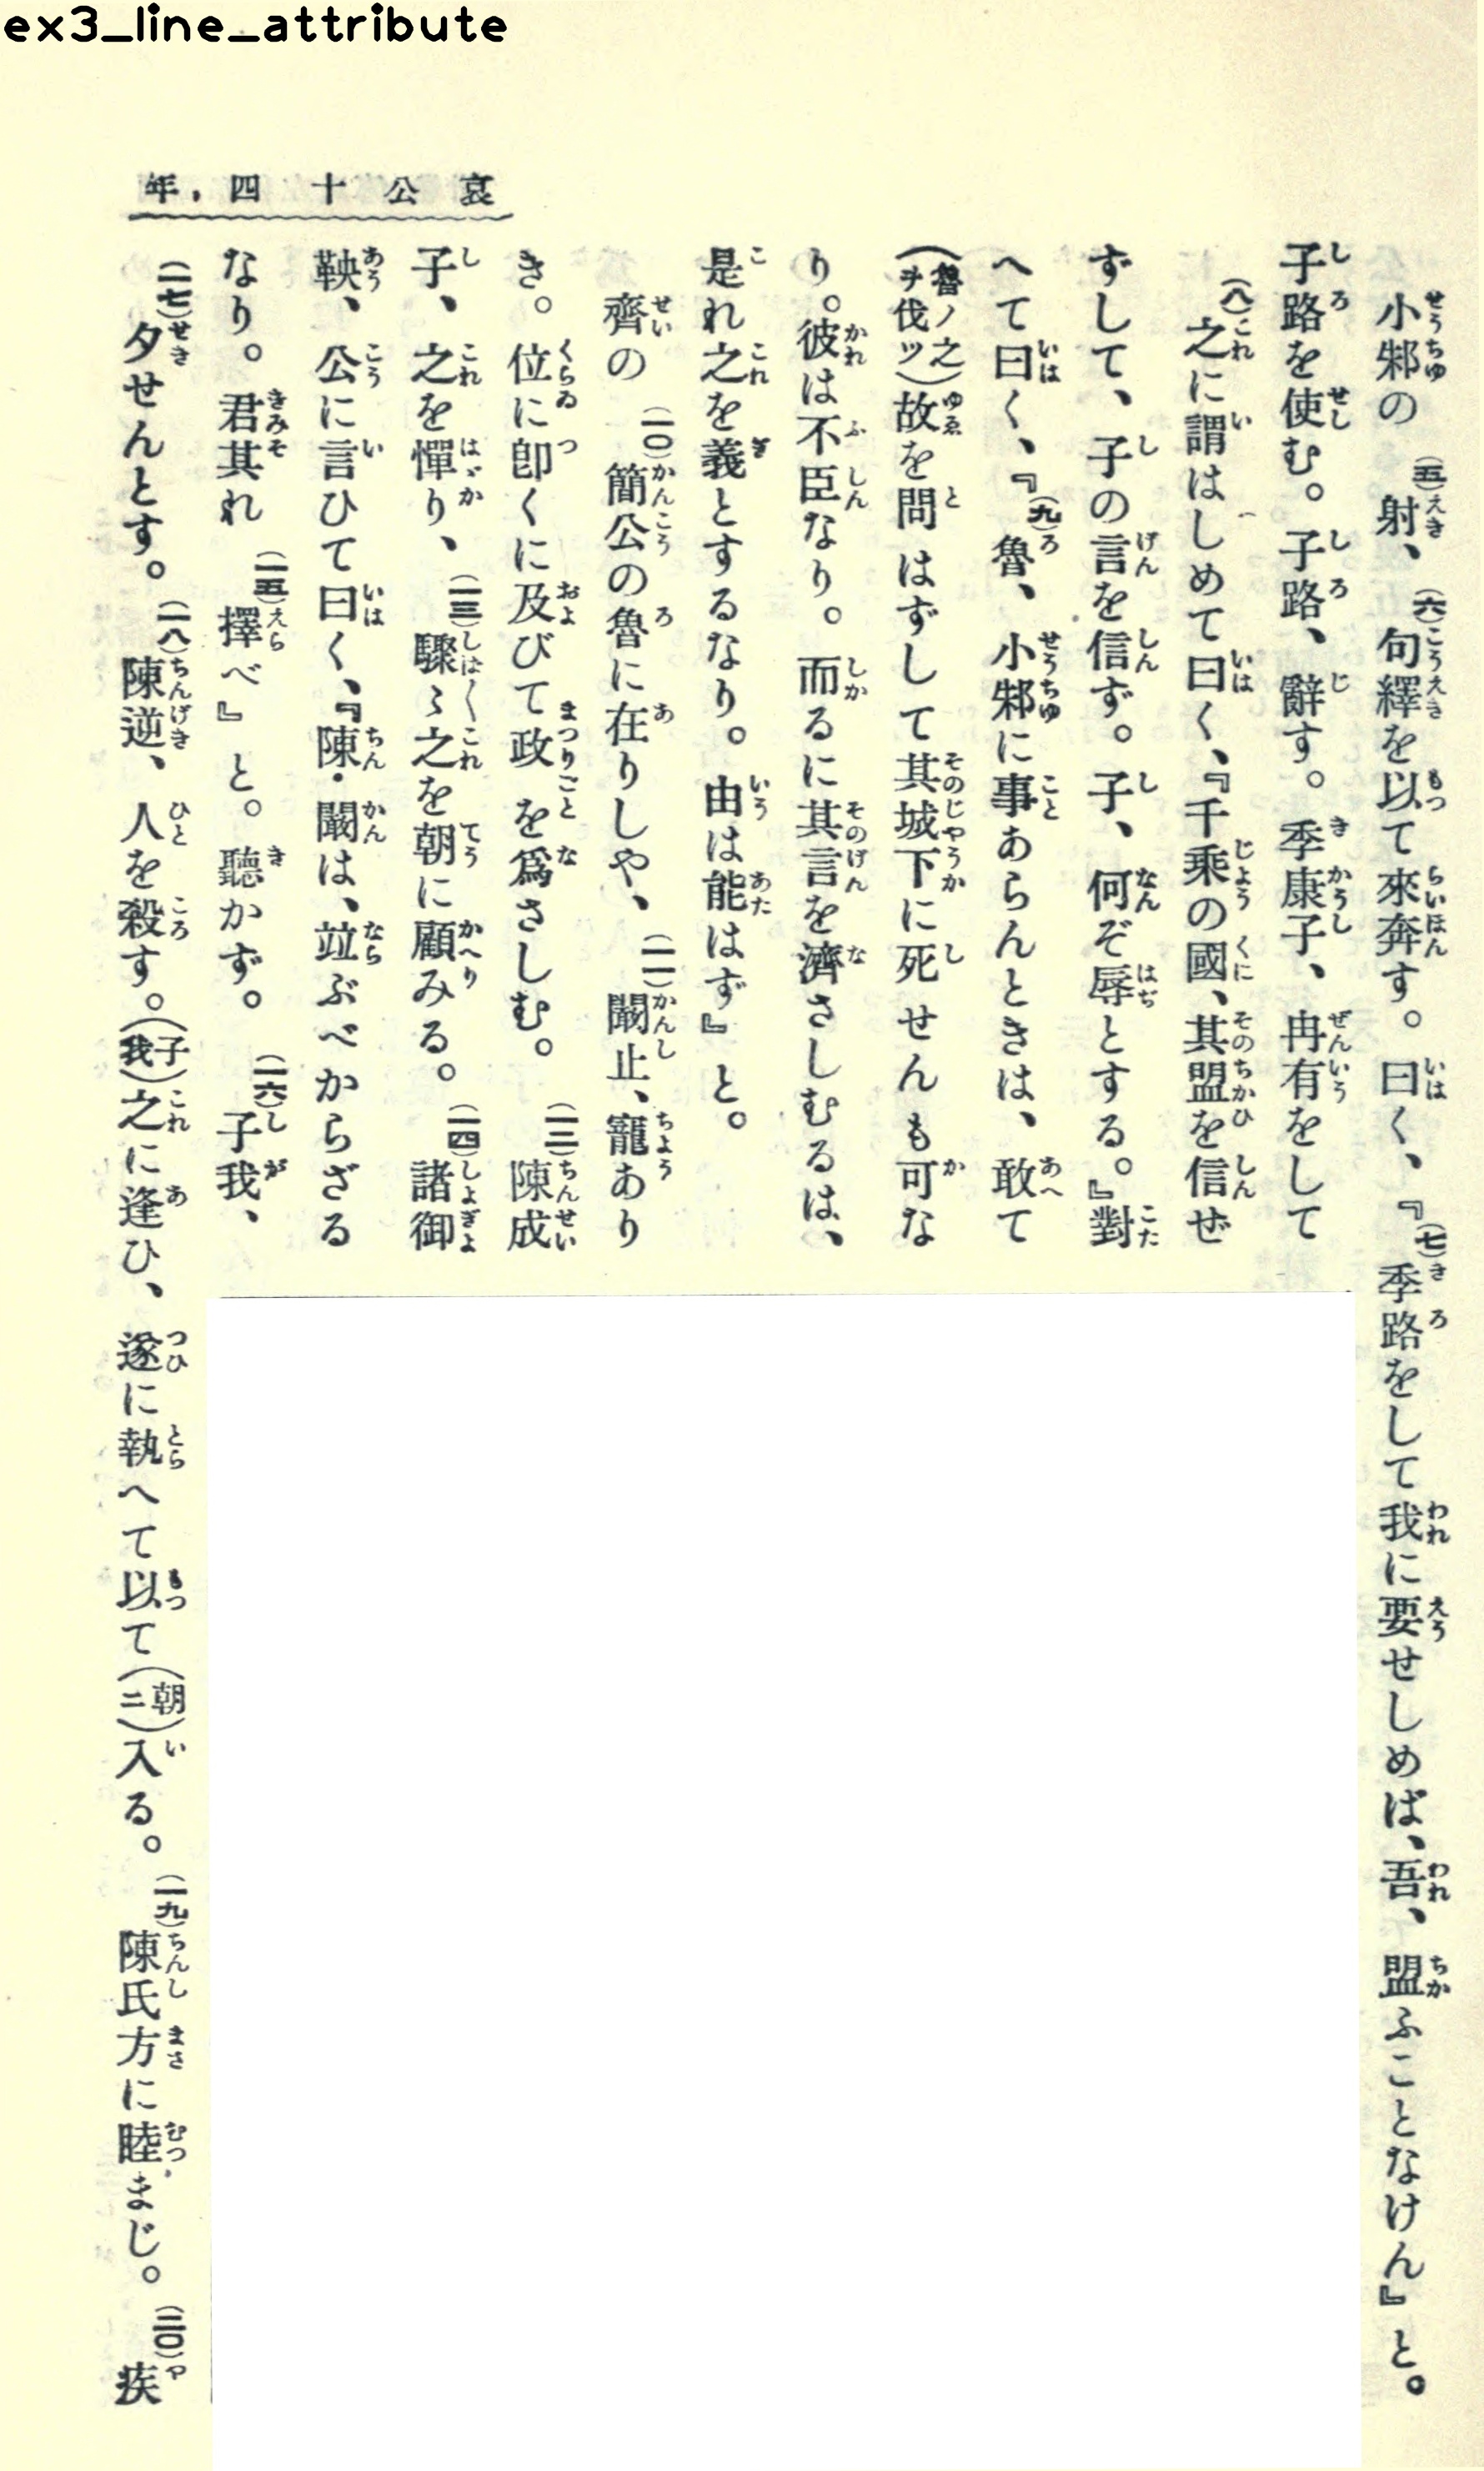 ex3_line_attribute
哀公十四年
小邾の(五)射、(六)句繹を以て來奔す。曰く、『(七)季路をして我に要せしめば、吾、盟ふことなけん』と。
子路を使む。子路、辭す。季康子、冉有をして
(八)之に謂はしめて曰く、『千乘の國、其盟を信ぜ
ずして、子の言を信ず。子、何ぞ辱とする。』對
へて曰く、『(九)魯、小邾に事あらんときは、敢て
(魯ノ之ヲ伐ツ)故を問はずして其城下に死せんも可な
り。彼は不臣なり。而るに其言を濟さしむるは、
是れ之を義とするなり。由は能はず』と。
齊の(一〇)簡公の魯に在りしや、(一一)闞止、寵あり
き。位に卽くに及びて政を爲さしむ。(一二)陳成
子、之を憚り、(一三)驟〻之を朝に顧みる。(一四)諸御
鞅、公に言ひて曰く、『陳・闞は、竝ぶべからざる
なり。君其れ(一五)擇べ』と。聽かず。(一六)子我、
(一七)夕せんとす。(一八)陳逆、人を殺す。(子我)之に逢ひ、遂に執へて以て(朝ニ)入る。(一九)陳氏方に睦まじ。(二〇)疾